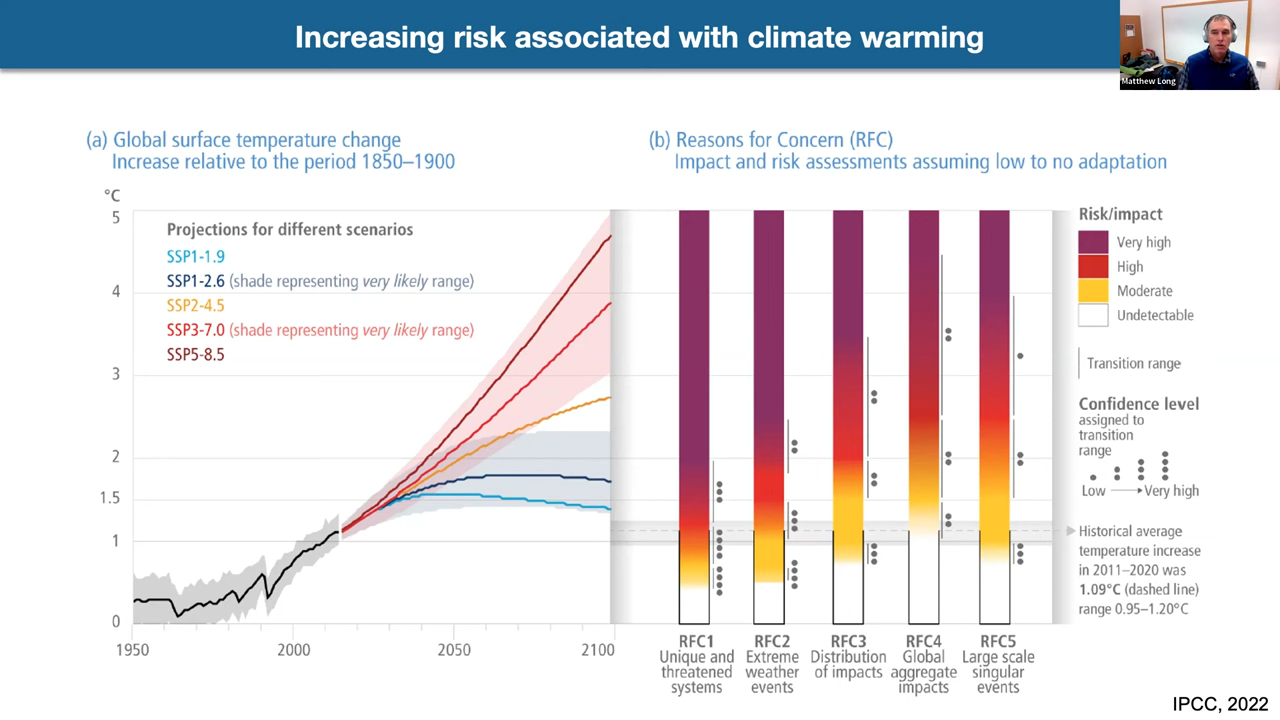 Increasing risk associated with climate warming
Matthew Long
(a) Global surface temperature change
Increase relative to the period 1850–1900
°C
5
4
3
2
1.5
1
0
Projections for different scenarios
SSP1-1.9
SSP1-2.6 (shade representing very likely range)
SSP2-4.5
SSP3-7.0 (shade representing very likely range)
SSP5-8.5
1950
2000
2050
2100
(b) Reasons for Concern (RFC)
Impact and risk assessments assuming low to no adaptation
RFC1
Unique and
threatened
systems
RFC2
Extreme
weather
events
RFC3
Distribution
of impacts
RFC4
Global
aggregate
impacts
RFC5
Large scale
singular
events
Risk/impact
Very high
High
Moderate
Undetectable
Transition range
Confidence level
assigned to
transition
range
Low
Very high
Historical average
temperature increase
in 2011–2020 was
1.09°C (dashed line)
range 0.95–1.20°C
IPCC, 2022